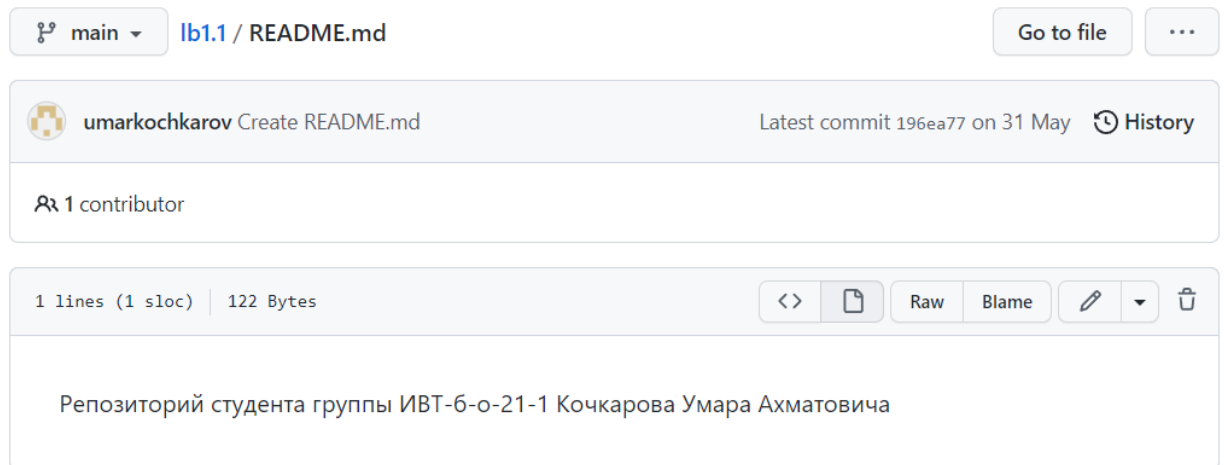 main lb1.1 / README.md Go to file ...
umarkochkarov Create README.md Latest commit 196ea77 on 31 May History
1 contributor
1 lines (1 sloc) 122 Bytes <> Raw Blame
Репозиторий студента группы ИВТ-б-о-21-1 Кочкарова Умара Ахматовича